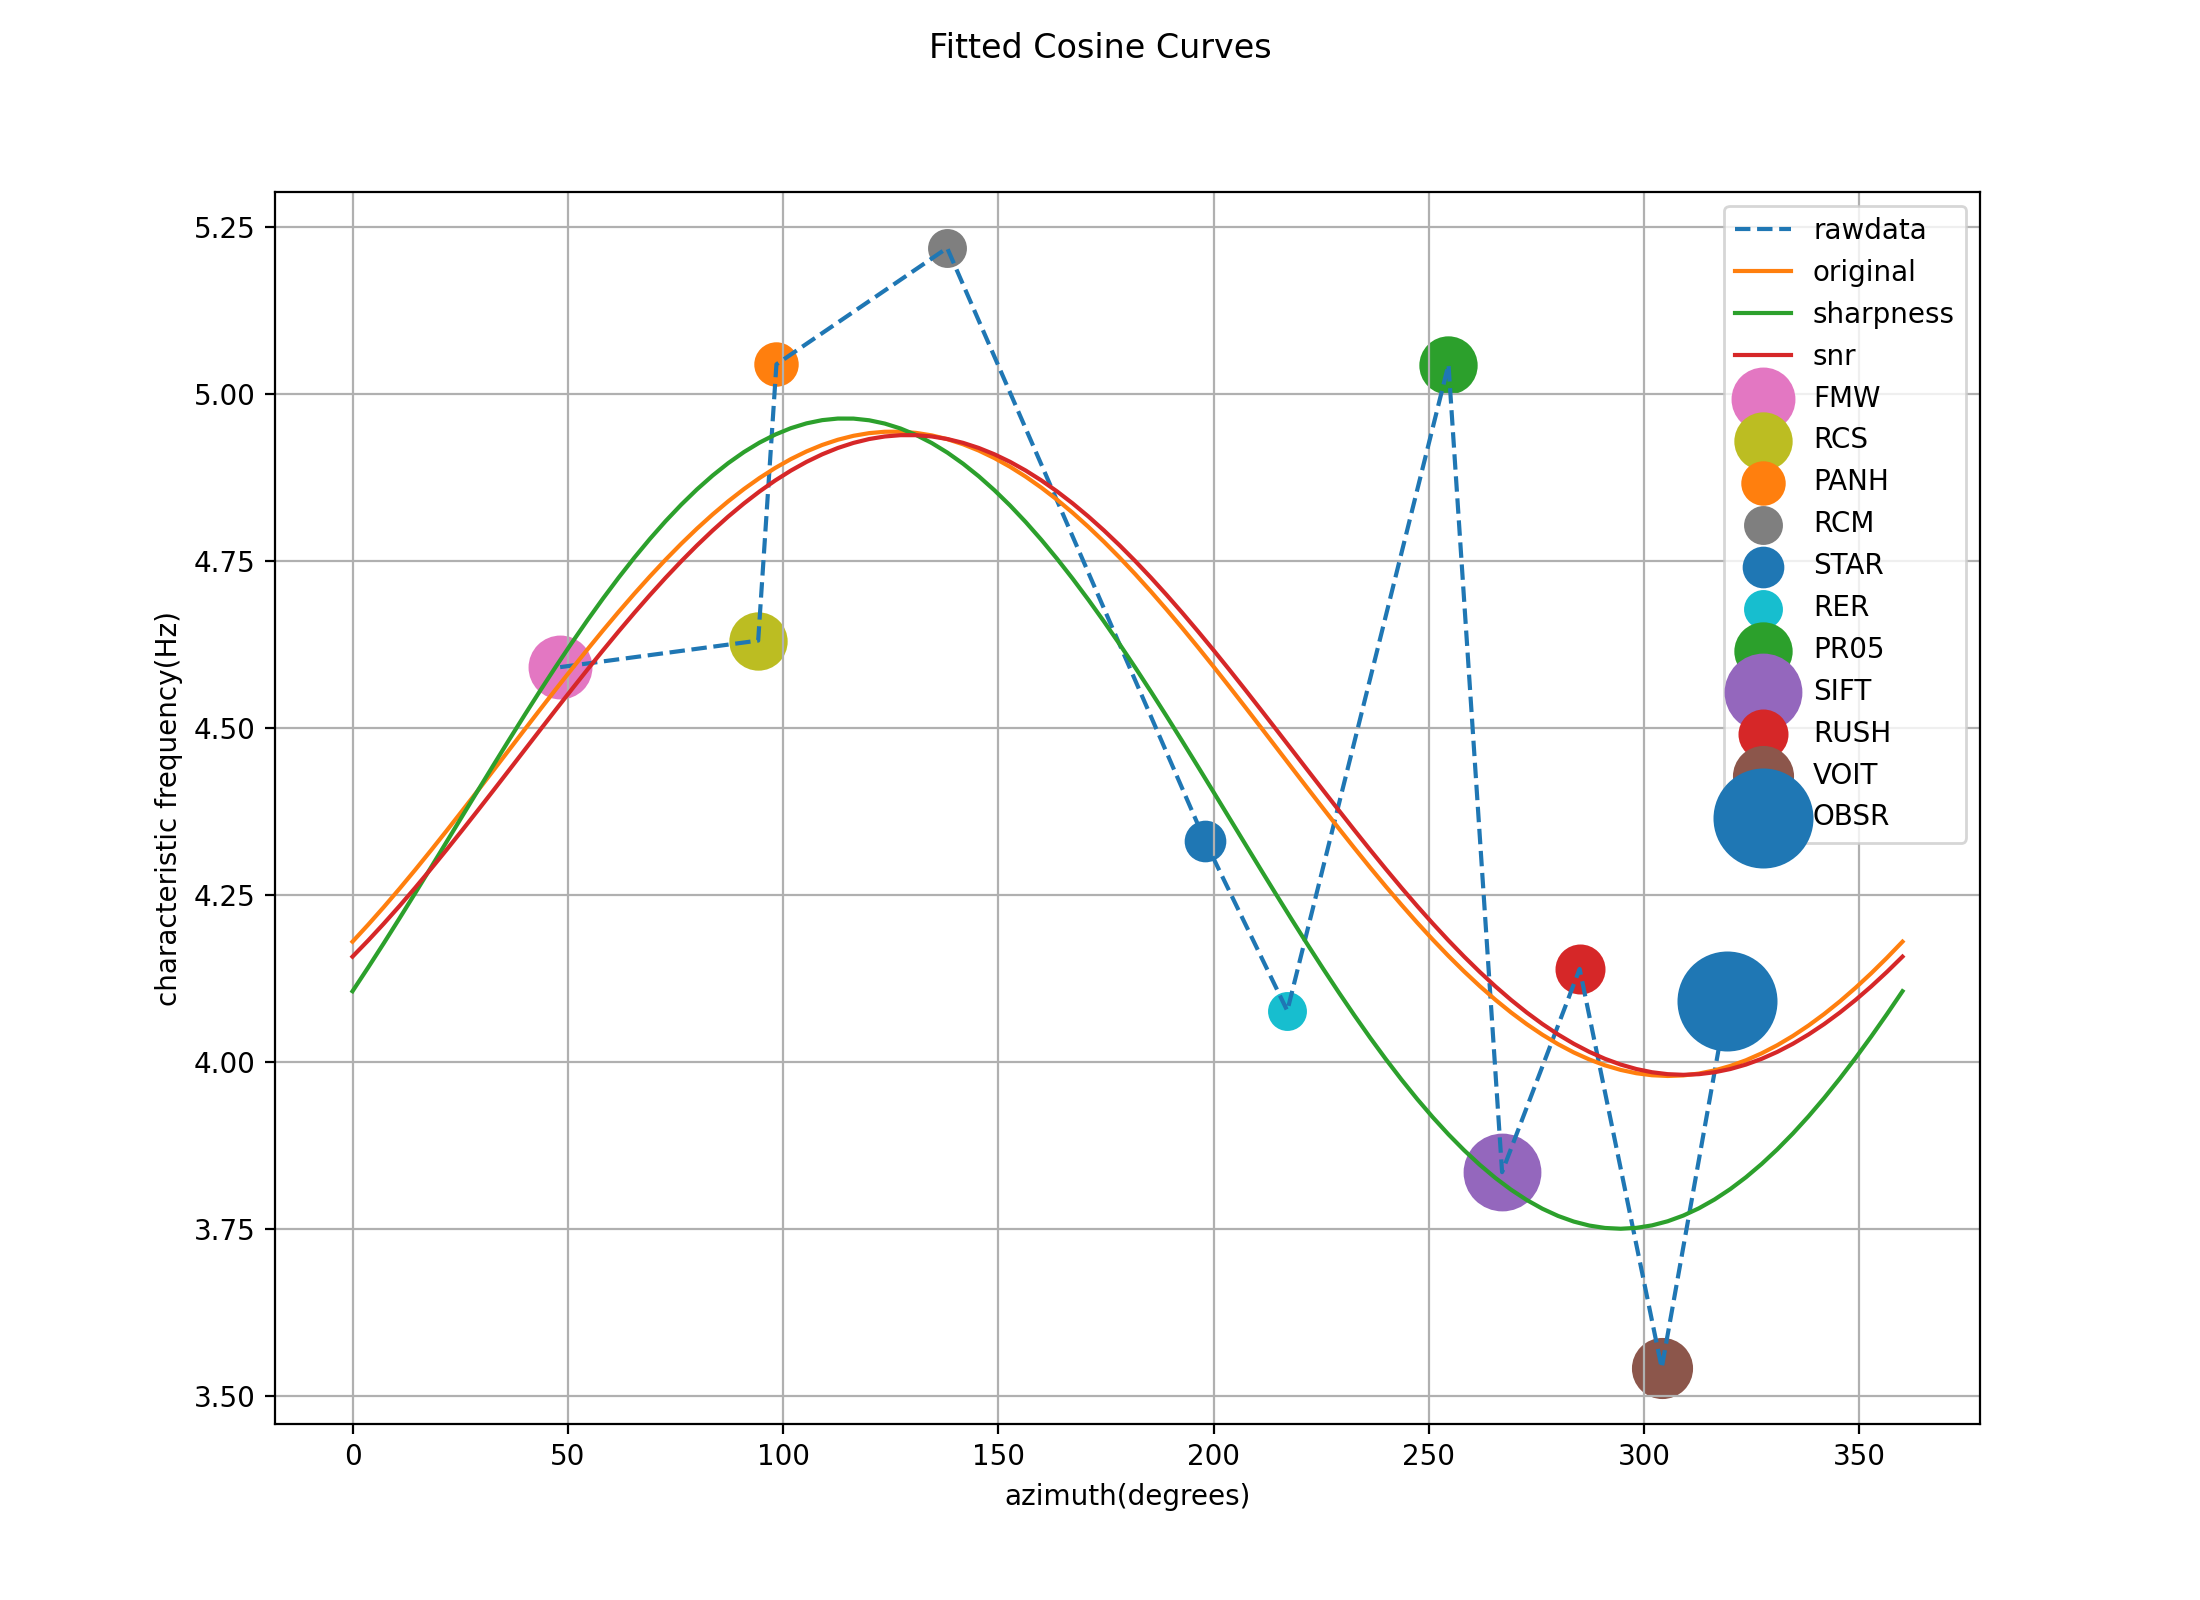 Fitted Cosine Curves
characteristic frequency(Hz)
5.25
5.00
4.75
4.50
4.25
4.00
3.75
3.50
rawdata
original
sharpness
snr
FMW
RCS
PANH
RCM
STAR
RER
PR05
SIFT
RUSH
VOIT
OBSR
0 50 100 150 200 250 300 350
azimuth(degrees)